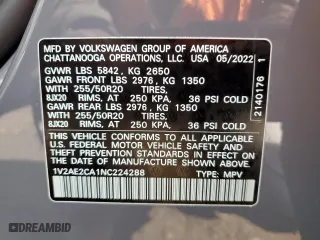 MFD. BY VOLKSWAGEN GROUP OF AMERICA
CHATTANOOGA OPERATIONS, LLC. USA 05/2022
GVWR LBS 5842, KG 2650
GAWR FRONT LBS 2976, KG 1350
WITH 255/50R20 TIRES,
8JX20 RIMS, AT 250 KPA, 36 PSI COLD
GAWR REAR LBS 2976, KG 1350
WITH 255/50R20 TIRES,
8JX20 RIMS, AT 250 KPA, 36 PSI COLD
THIS VEHICLE CONFORMS TO ALL APPLICABLE
U.S. FEDERAL MOTOR VEHICLE SAFETY AND
THEFT PREVENTION STANDARDS IN EFFECT ON THE
DATE OF MANUFACTURE SHOWN ABOVE.
1V2AE2CA1NC224288 TYPE: MPV
21140176 1
iDrivesafely